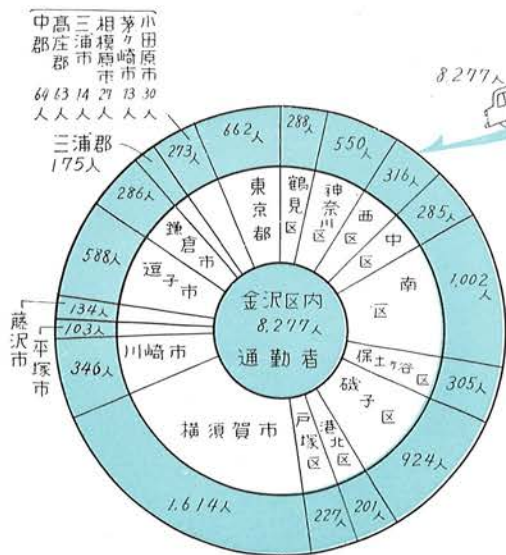 小田原市 30人
茅ヶ崎市 13人
相模原市 29人
三浦市 14人
高庄郡 63人
中郡 64人
三浦郡
175人
8,277人
273人
662人
288人
550人
316人
285人
1,002人
305人
924人
201人
227人
1,614人
346人
103人
134人
588人
286人
東京都
鶴見区
神奈川区
西区
中区
南区
保土ヶ谷区
磯子区
港北区
戸塚区
横須賀市
川崎市
平塚市
藤沢市
逗子市
鎌倉市
金沢区内
8,277人
通勤者